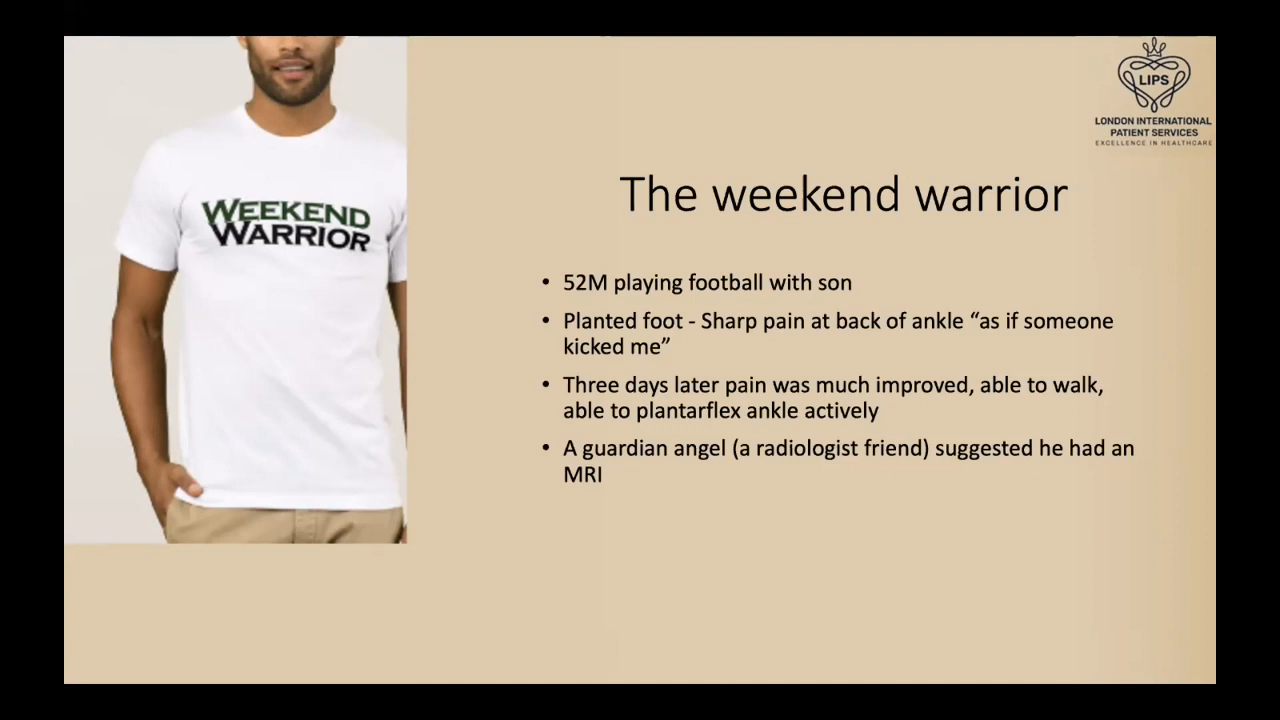 LIPS
LONDON INTERNATIONAL
PATIENT SERVICES
EXCELLENCE IN HEALTHCARE
WEEKEND
WARRIOR
The weekend warrior
• 52M playing football with son
• Planted foot - Sharp pain at back of ankle “as if someone
kicked me”
• Three days later pain was much improved, able to walk,
able to plantarflex ankle actively
• A guardian angel (a radiologist friend) suggested he had an
MRI